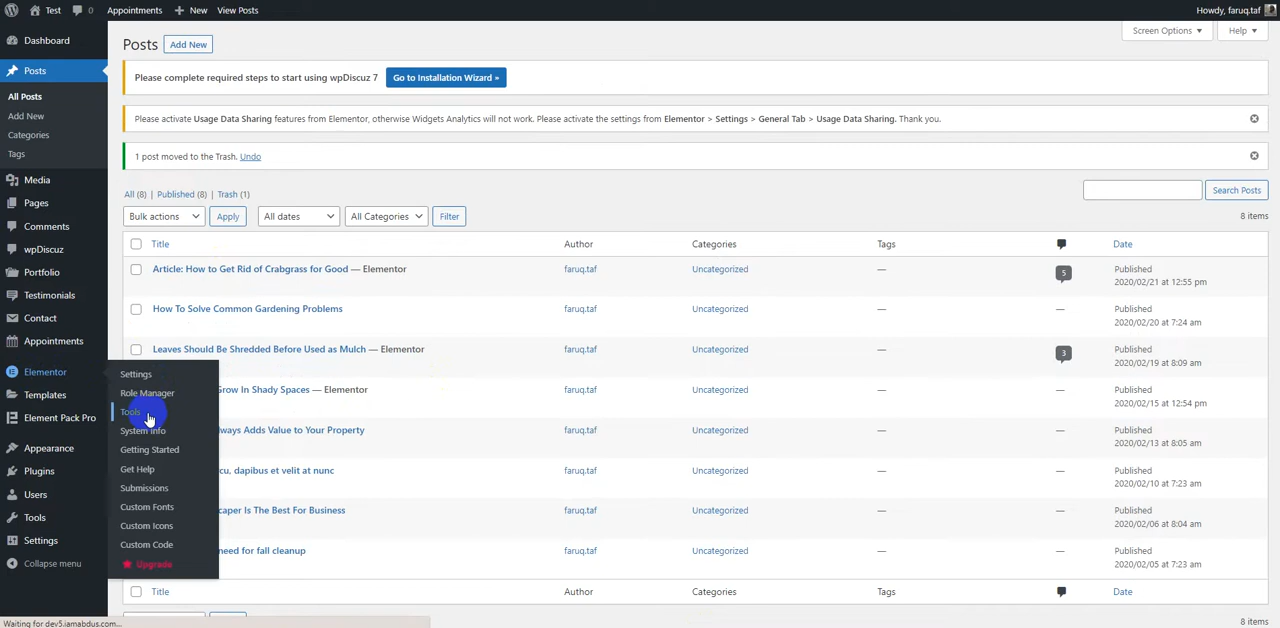 Test
0
Appointments
New
View Posts
Howdy, faruq.taf
Dashboard
Posts
All Posts
Add New
Categories
Tags
Media
Pages
Comments
wpDiscuz
Portfolio
Testimonials
Contact
Appointments
Elementor
Templates
Element Pack Pro
Appearance
Plugins
Users
Tools
Settings
Collapse menu
Settings
Role Manager
Tools
System Info
Getting Started
Get Help
Submissions
Custom Fonts
Custom Icons
Custom Code
Upgrade
Posts Add New
Screen Options ▼ Help ▼
Please complete required steps to start using wpDiscuz 7 Go to Installation Wizard »
Please activate Usage Data Sharing features from Elementor, otherwise Widgets Analytics will not work. Please activate the settings from Elementor > Settings > General Tab > Usage Data Sharing. Thank you.
1 post moved to the Trash. Undo
All (8) | Published (8) | Trash (1)
Search Posts
Bulk actions Apply All dates All Categories Filter
8 items
Title Author Categories Tags Date
Article: How to Get Rid of Crabgrass for Good — Elementor faruq.taf Uncategorized — 5 Published
2020/02/21 at 12:55 pm
How To Solve Common Gardening Problems faruq.taf Uncategorized — — Published
2020/02/20 at 7:24 am
Leaves Should Be Shredded Before Used as Mulch — Elementor faruq.taf Uncategorized — 3 Published
2020/02/19 at 8:09 am
Grow In Shady Spaces — Elementor faruq.taf Uncategorized — — Published
2020/02/15 at 12:54 pm
lways Adds Value to Your Property faruq.taf Uncategorized — — Published
2020/02/13 at 8:05 am
cu, dapibus et velit at nunc faruq.taf Uncategorized — — Published
2020/02/10 at 7:23 am
caper Is The Best For Business faruq.taf Uncategorized — — Published
2020/02/06 at 8:04 am
need for fall cleanup faruq.taf Uncategorized — — Published
2020/02/05 at 7:23 am
Title Author Categories Tags Date
8 items
Waiting for dev5.iamabdus.com...